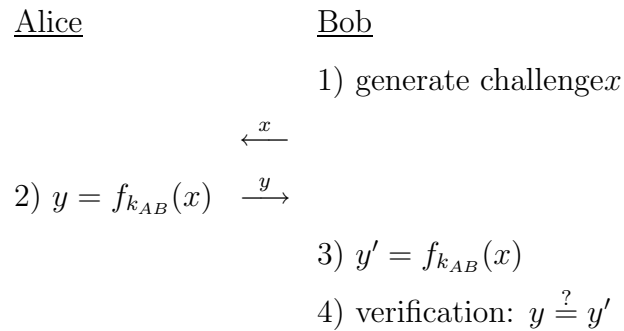 Alice Bob
1) generate challengex
x
2) y = f_{k_{AB}}(x) y
3) y' = f_{k_{AB}}(x)
4) verification: y ?= y'